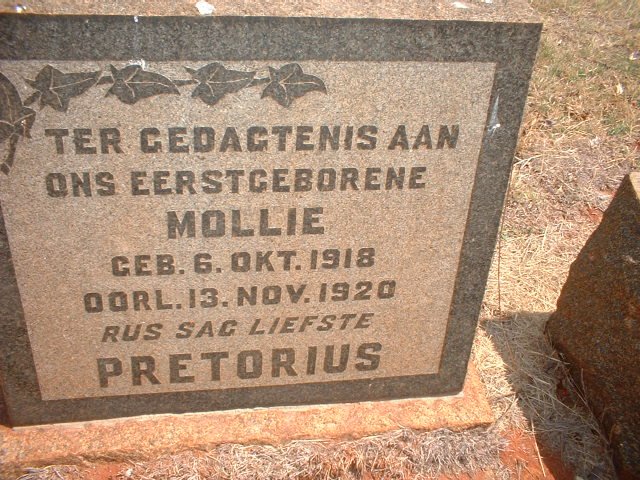 TER GEDAGTENIS AAN
ONS EERSTGEBORENE
MOLLIE
GEB. 6. OKT. 1918
OORL. 13. NOV. 1920
RUS SAG LIEFSTE
PRETORIUS